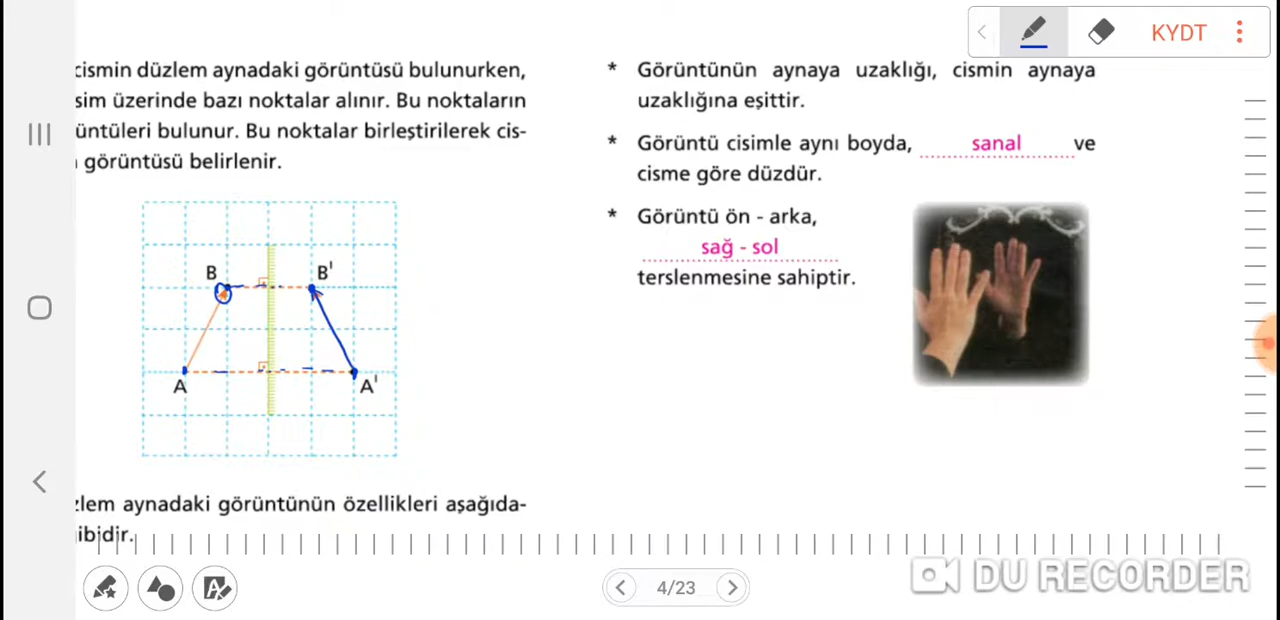 KYDT
cismin düzlem aynadaki görüntüsü bulunurken,
sim üzerinde bazı noktalar alınır. Bu noktaların
üntüleri bulunur. Bu noktalar birleştirilerek cis-
görüntüsü belirlenir.
B
B'
A
A'
zlem aynadaki görüntünün özellikleri aşağıda-
ibidir.
* Görüntünün aynaya uzaklığı, cismin aynaya
uzaklığına eşittir.
* Görüntü cisimle aynı boyda, sanal ve
cisme göre düzdür.
* Görüntü ön - arka,
sağ - sol
terslenmesine sahiptir.
4/23
DU RECORDER